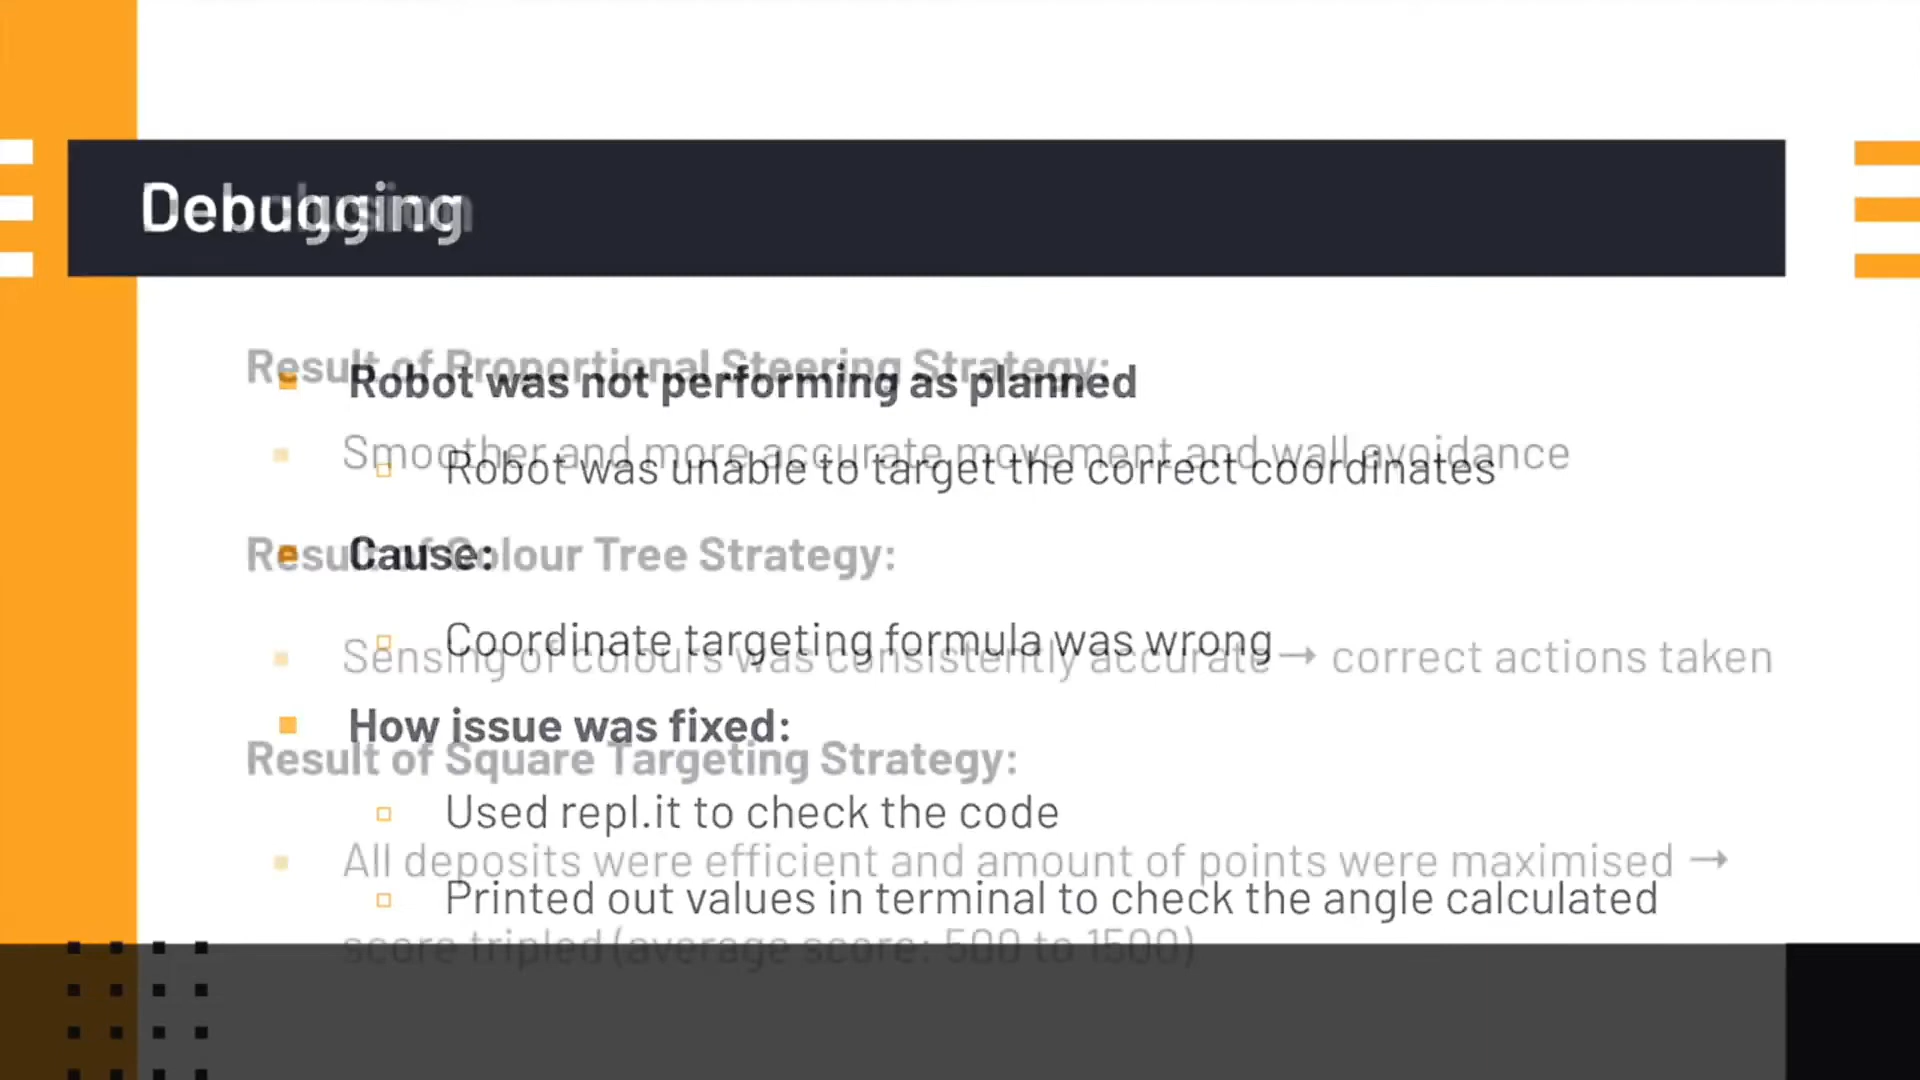 Debugging
Result of Proportional Steering Strategy:
Robot was not performing as planned
Smoother and more accurate movement and wall avoidance
Robot was unable to target the correct coordinates
Result of Colour Tree Strategy:
Cause:
Coordinate targeting formula was wrong
Sensing of colours was consistently accurate → correct actions taken
How issue was fixed:
Result of Square Targeting Strategy:
Used repl.it to check the code
All deposits were efficient and amount of points were maximised →
Printed out values in terminal to check the angle calculated
score tripled (average score: 500 to 1500)